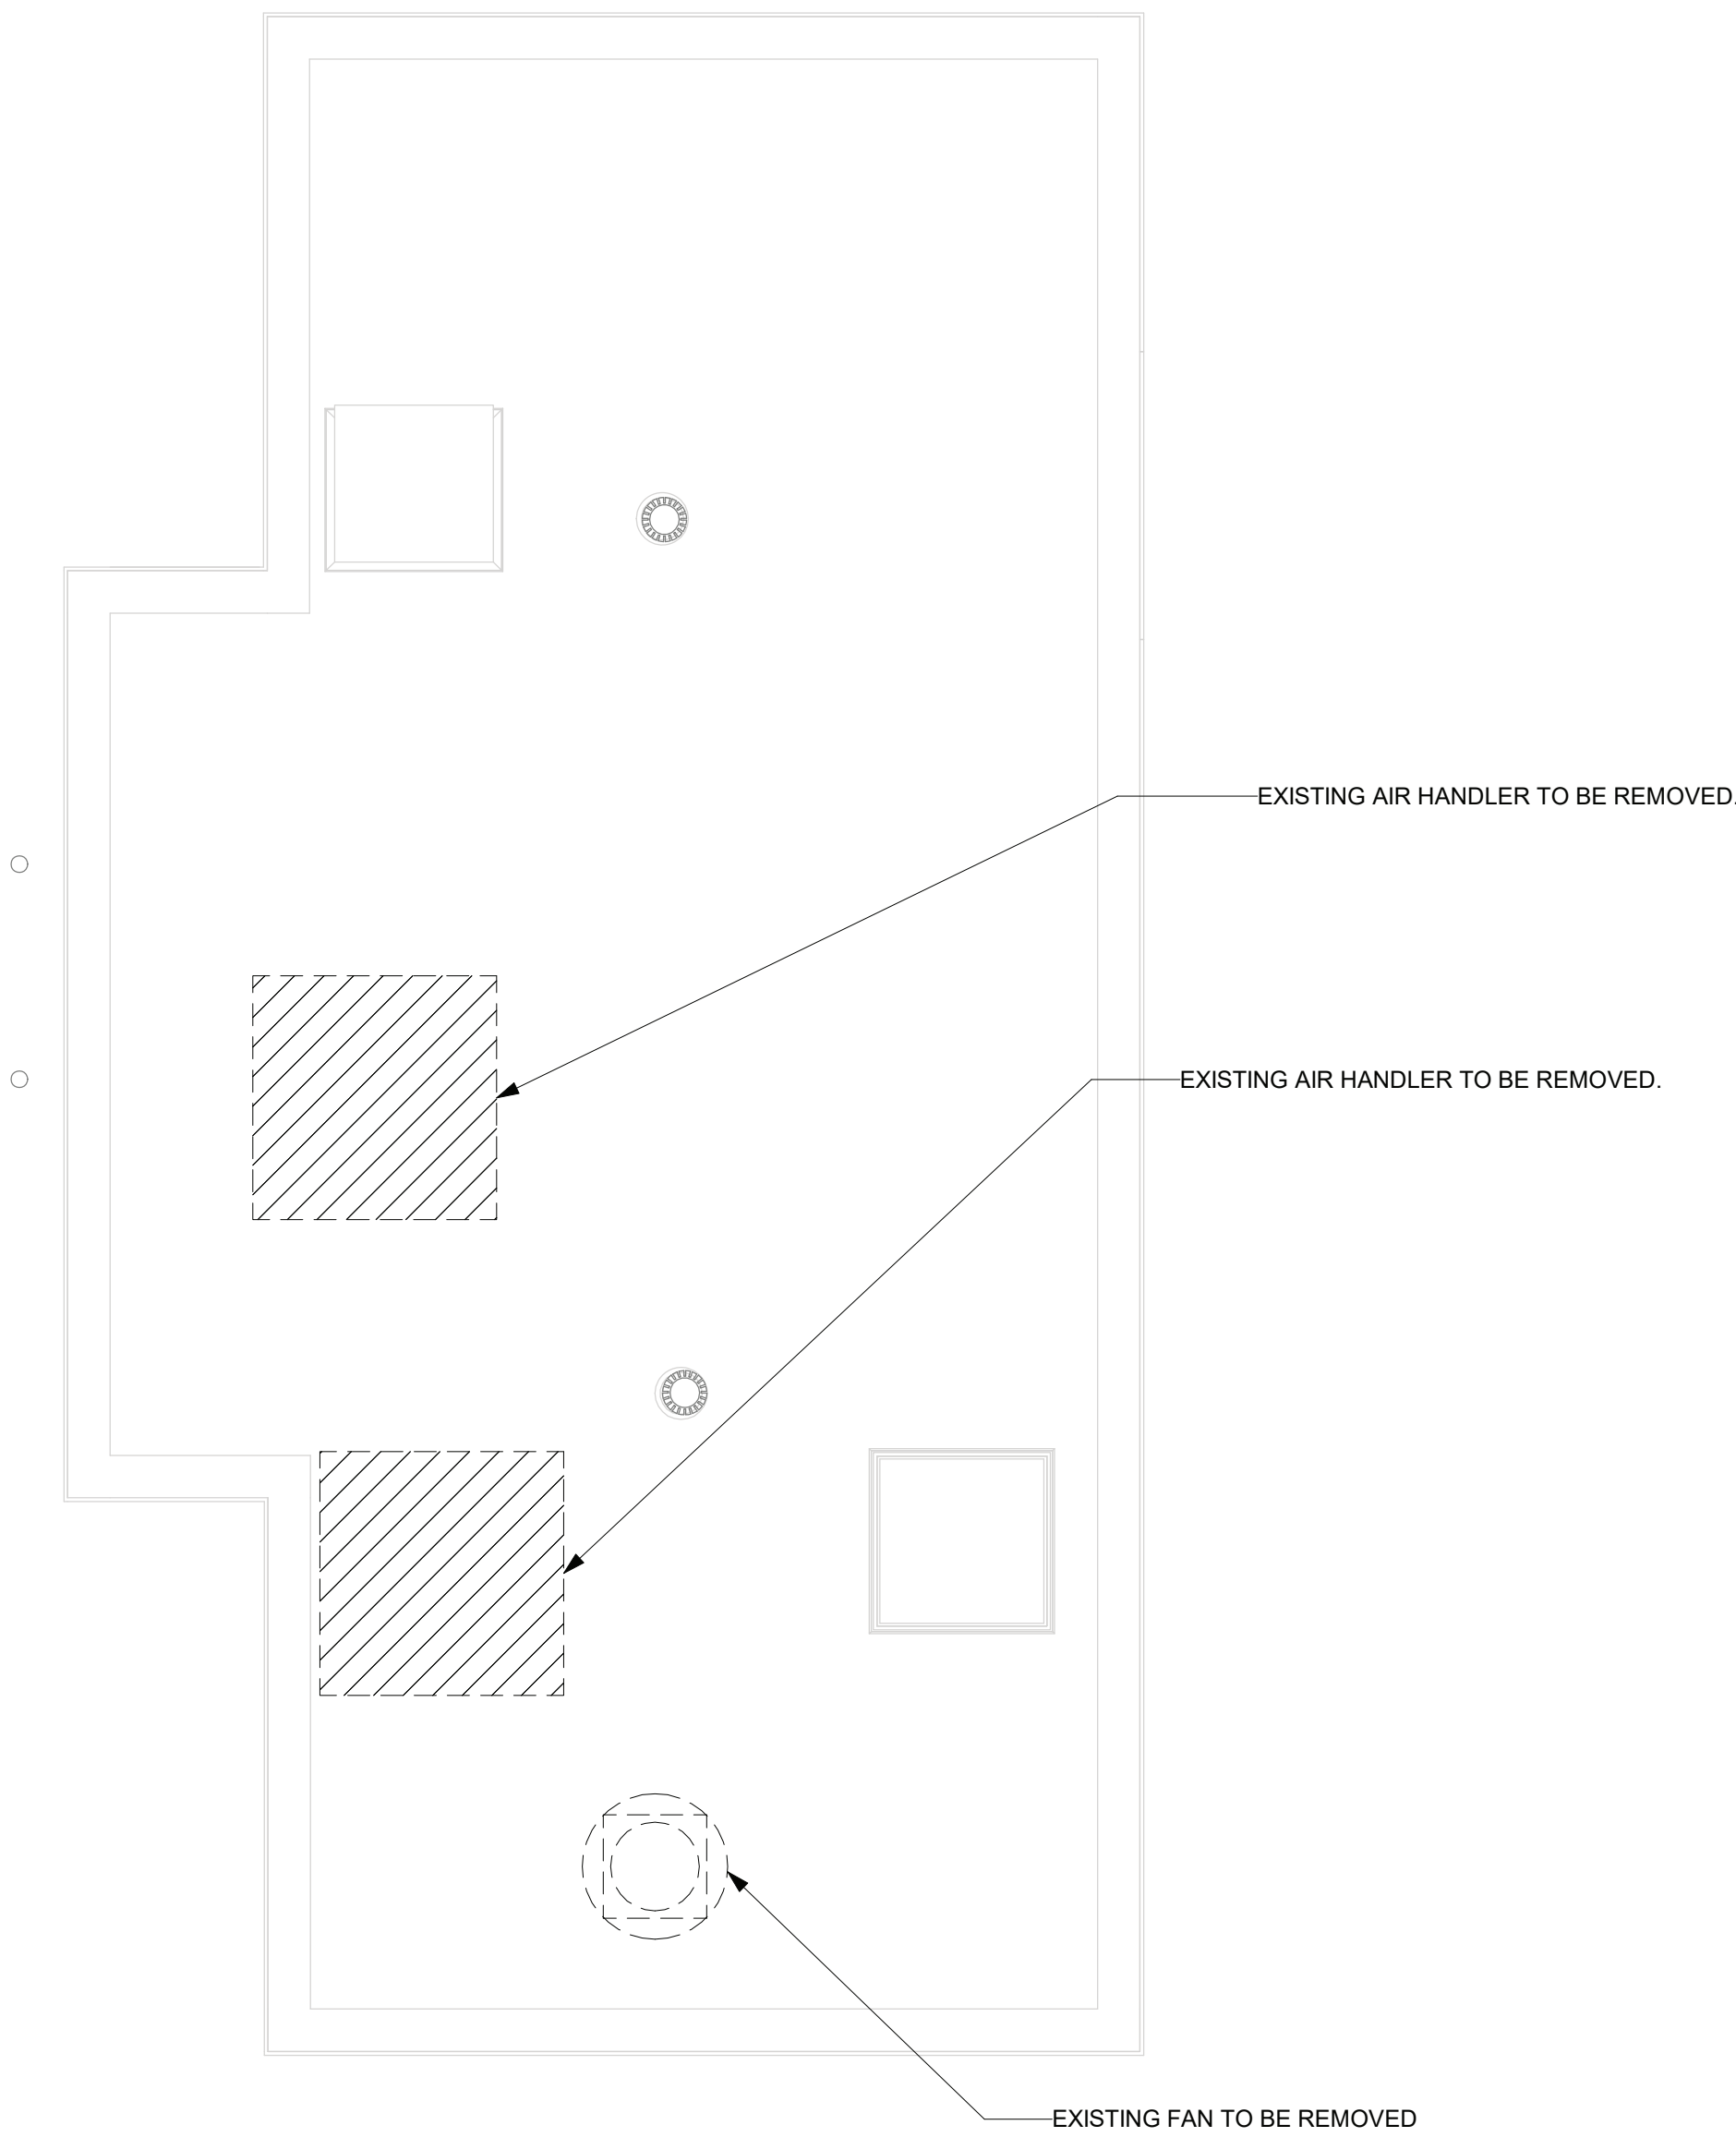 EXISTING AIR HANDLER TO BE REMOVED.
EXISTING AIR HANDLER TO BE REMOVED.
EXISTING FAN TO BE REMOVED